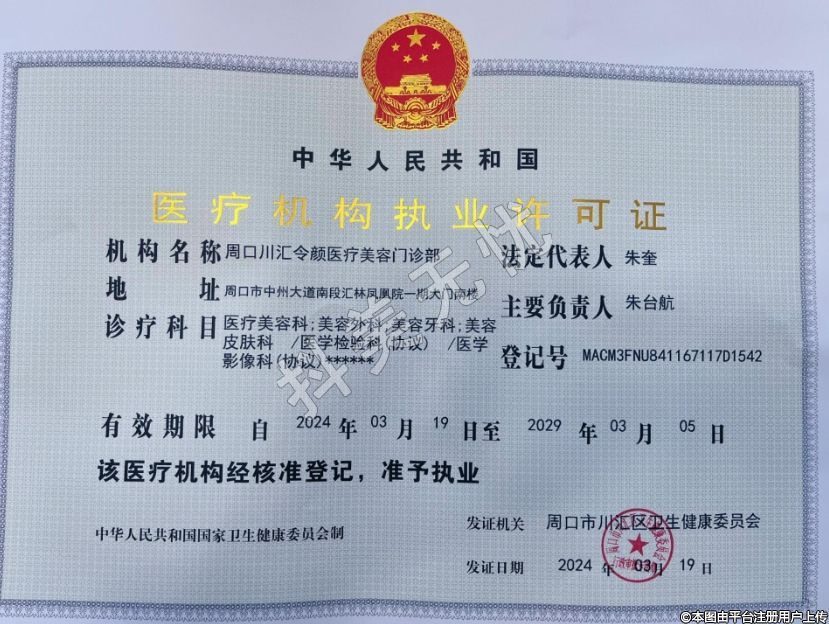 中华人民共和国
医疗机构执业许可证
机构名称 周口川汇令颜医疗美容门诊部
法定代表人 朱奎
地址 周口市中州大道南段汇林凤凰院一期大门南楼
主要负责人 朱台航
诊疗科目 医疗美容科;美容外科;美容牙科;美容
皮肤科 /医学检验科(协议) /医学
影像科(协议)******
登记号 MACM3FNU841167117D1542
抖美无忧
有效期限 自 2024 年 03 月 19 日至 2029 年 03 月 05 日
该医疗机构经核准登记，准予执业
中华人民共和国国家卫生健康委员会制
发证机关 周口市川汇区卫生健康委员会
发证日期 2024 年 03月 19 日
©本图由平台注册用户上传